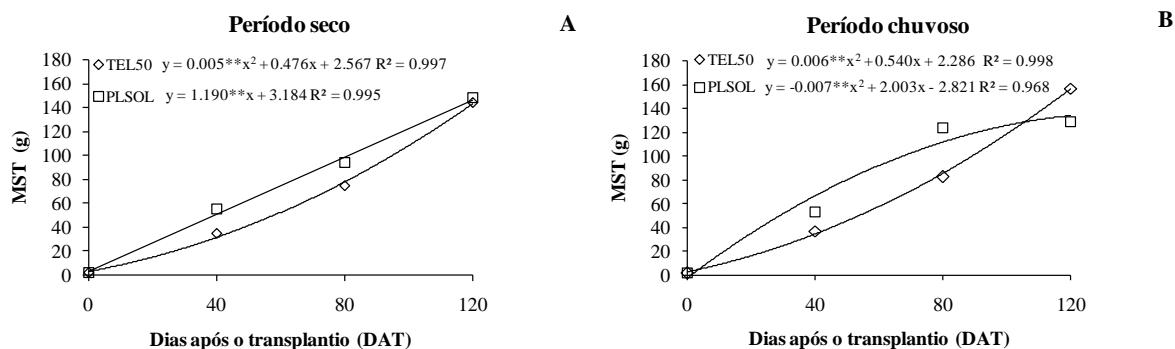 Período seco
A
TEL50 y = 0.005**x² + 0.476x + 2.567 R² = 0.997
PLSOL y = 1.190**x + 3.184 R² = 0.995
MST (g)
180
160
140
120
100
80
60
40
20
0
0 40 80 120
Dias após o transplantio (DAT)
Período chuvoso
B
TEL50 y = 0.006**x² + 0.540x + 2.286 R² = 0.998
PLSOL y = -0.007**x² + 2.003x - 2.821 R² = 0.968
MST (g)
180
160
140
120
100
80
60
40
20
0
0 40 80 120
Dias após o transplantio (DAT)